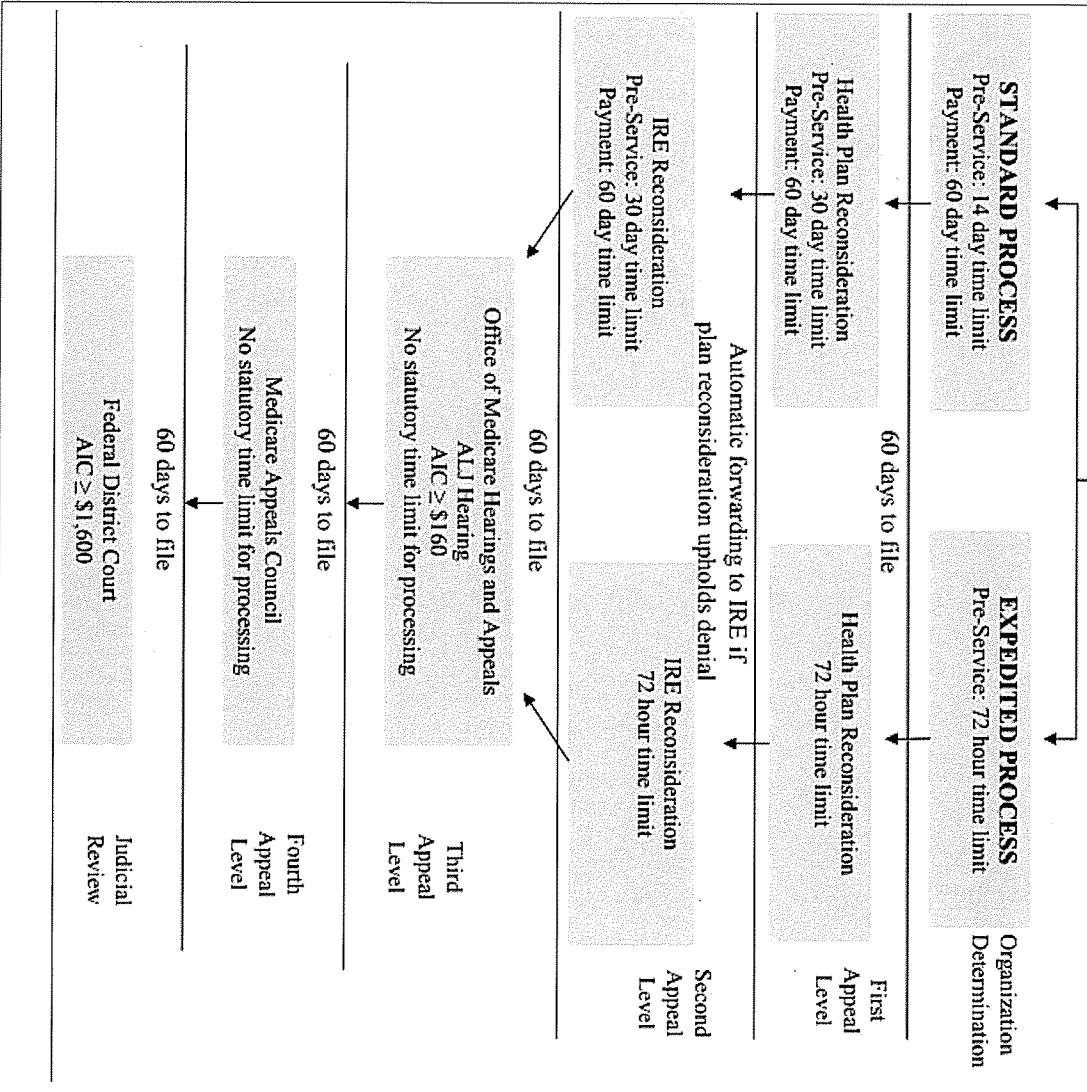 STANDARD PROCESS
Pre-Service: 14 day time limit
Payment: 60 day time limit
EXPEDITED PROCESS
Pre-Service: 72 hour time limit
Organization
Determination
60 days to file
Health Plan Reconsideration
Pre-Service: 30 day time limit
Payment: 60 day time limit
Health Plan Reconsideration
72 hour time limit
First
Appeal
Level
Automatic forwarding to IRE if
plan reconsideration upholds denial
IRE Reconsideration
Pre-Service: 30 day time limit
Payment: 60 day time limit
IRE Reconsideration
72 hour time limit
Second
Appeal
Level
60 days to file
Office of Medicare Hearings and Appeals
ALJ Hearing
AIC ≥ $160
No statutory time limit for processing
Third
Appeal
Level
60 days to file
Medicare Appeals Council
No statutory time limit for processing
Fourth
Appeal
Level
60 days to file
Federal District Court
AIC ≥ $1,600
Judicial
Review